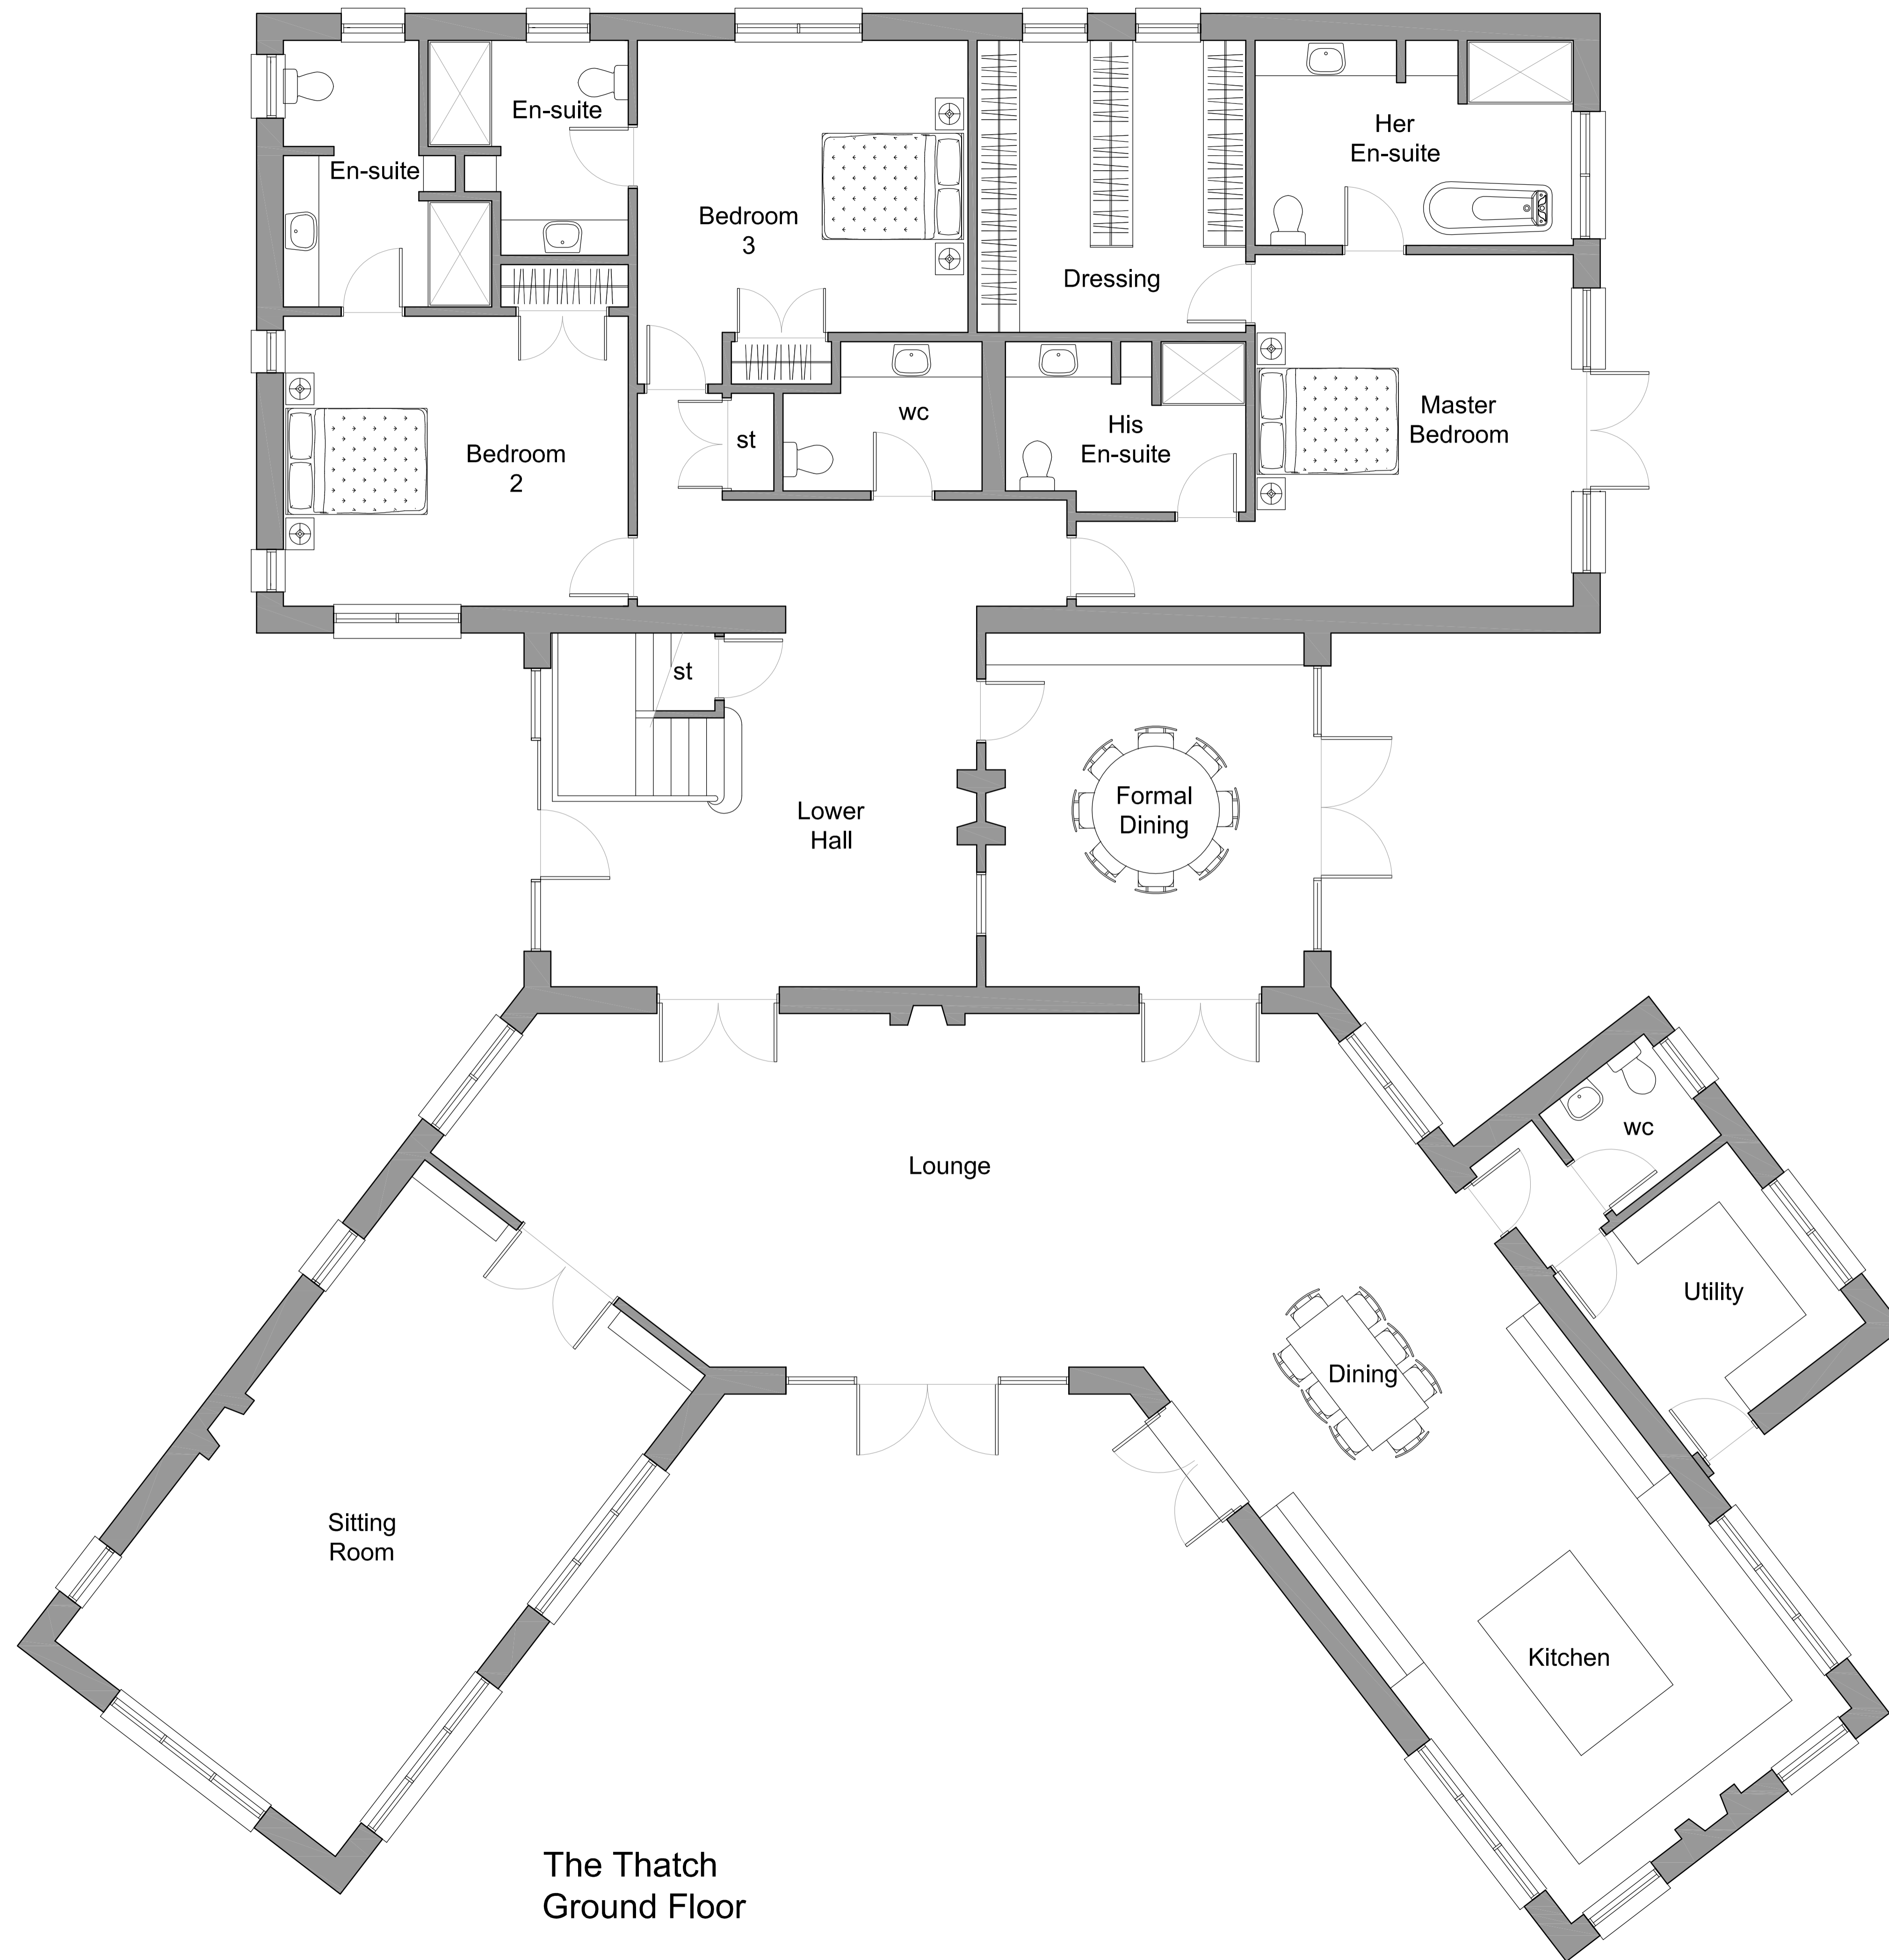 En-suite
En-suite
Bedroom
3
Her
En-suite
Dressing
Bedroom
2
st
wc
His
En-suite
Master
Bedroom
st
Lower
Hall
Formal
Dining
Lounge
wc
Utility
Dining
Sitting
Room
Kitchen
The Thatch
Ground Floor